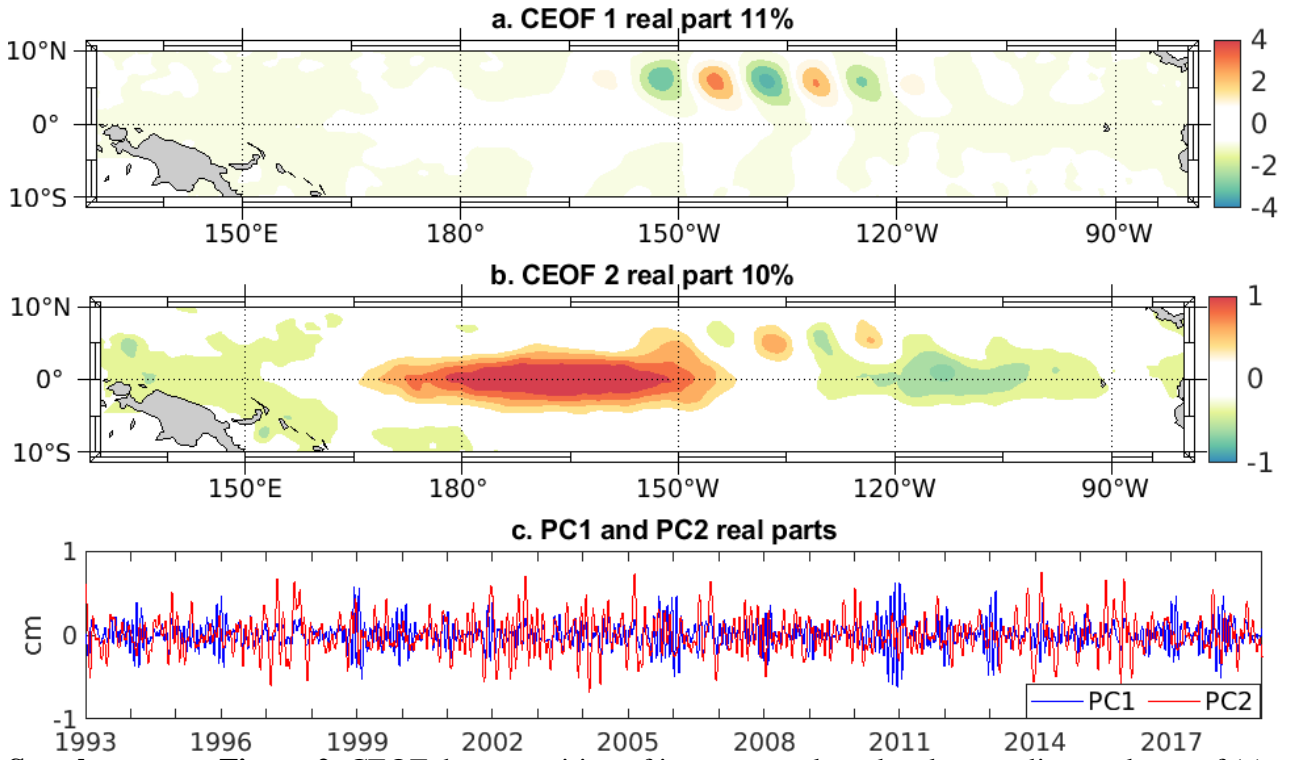 a. CEOF 1 real part 11%
10°N
0°
10°S
150°E 180° 150°W 120°W 90°W
4
2
0
-2
-4
b. CEOF 2 real part 10%
10°N
0°
10°S
150°E 180° 150°W 120°W 90°W
1
0
-1
c. PC1 and PC2 real parts
cm
1
0
-1
PC1 PC2
1993 1996 1999 2002 2005 2008 2011 2014 2017